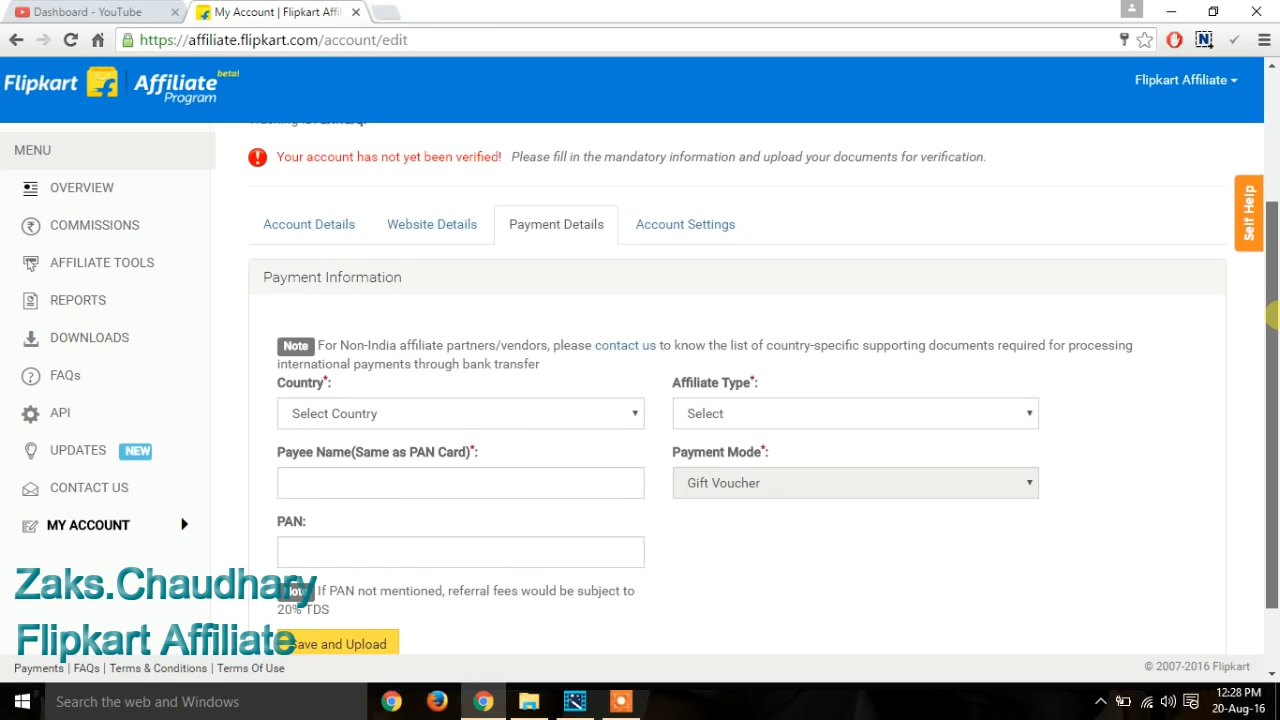 Dashboard - YouTube
My Account | Flipkart Affi
https://affiliate.flipkart.com/account/edit
Flipkart Affiliate beta!
Program
Flipkart Affiliate
MENU
Your account has not yet been verified! Please fill in the mandatory information and upload your documents for verification.
OVERVIEW
COMMISSIONS
AFFILIATE TOOLS
REPORTS
DOWNLOADS
FAQs
API
UPDATES NEW
CONTACT US
MY ACCOUNT
Self Help
Account Details Website Details Payment Details Account Settings
Payment Information
Note For Non-India affiliate partners/vendors, please contact us to know the list of country-specific supporting documents required for processing
international payments through bank transfer
Country*: Affiliate Type*:
Select Country Select
Payee Name(Same as PAN Card)*: Payment Mode*:
Gift Voucher
PAN:
Note If PAN not mentioned, referral fees would be subject to
20% TDS
Save and Upload
Zaks.Chaudhary
Flipkart Affiliate
Payments | FAQs | Terms & Conditions | Terms Of Use
© 2007-2016 Flipkart
Search the web and Windows
12:28 PM
20-Aug-16